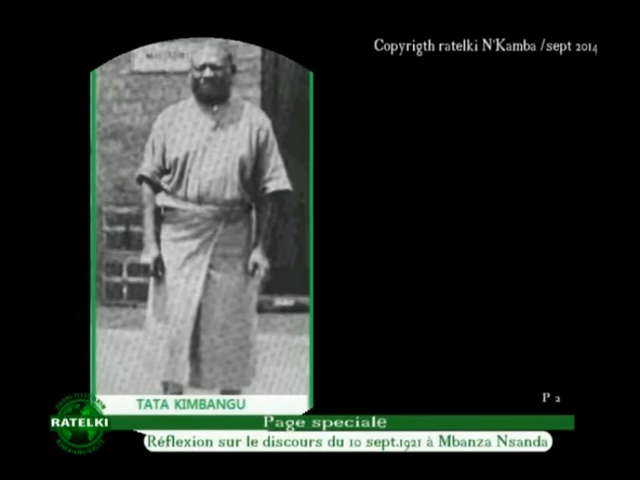 Copyrigth ratelki N'Kamba /sept 2014
TATA KIMBANGU
P 2
RATELKI
Page speciale
Réflexion sur le discours du 10 sept.1921 à Mbanza Nsanda